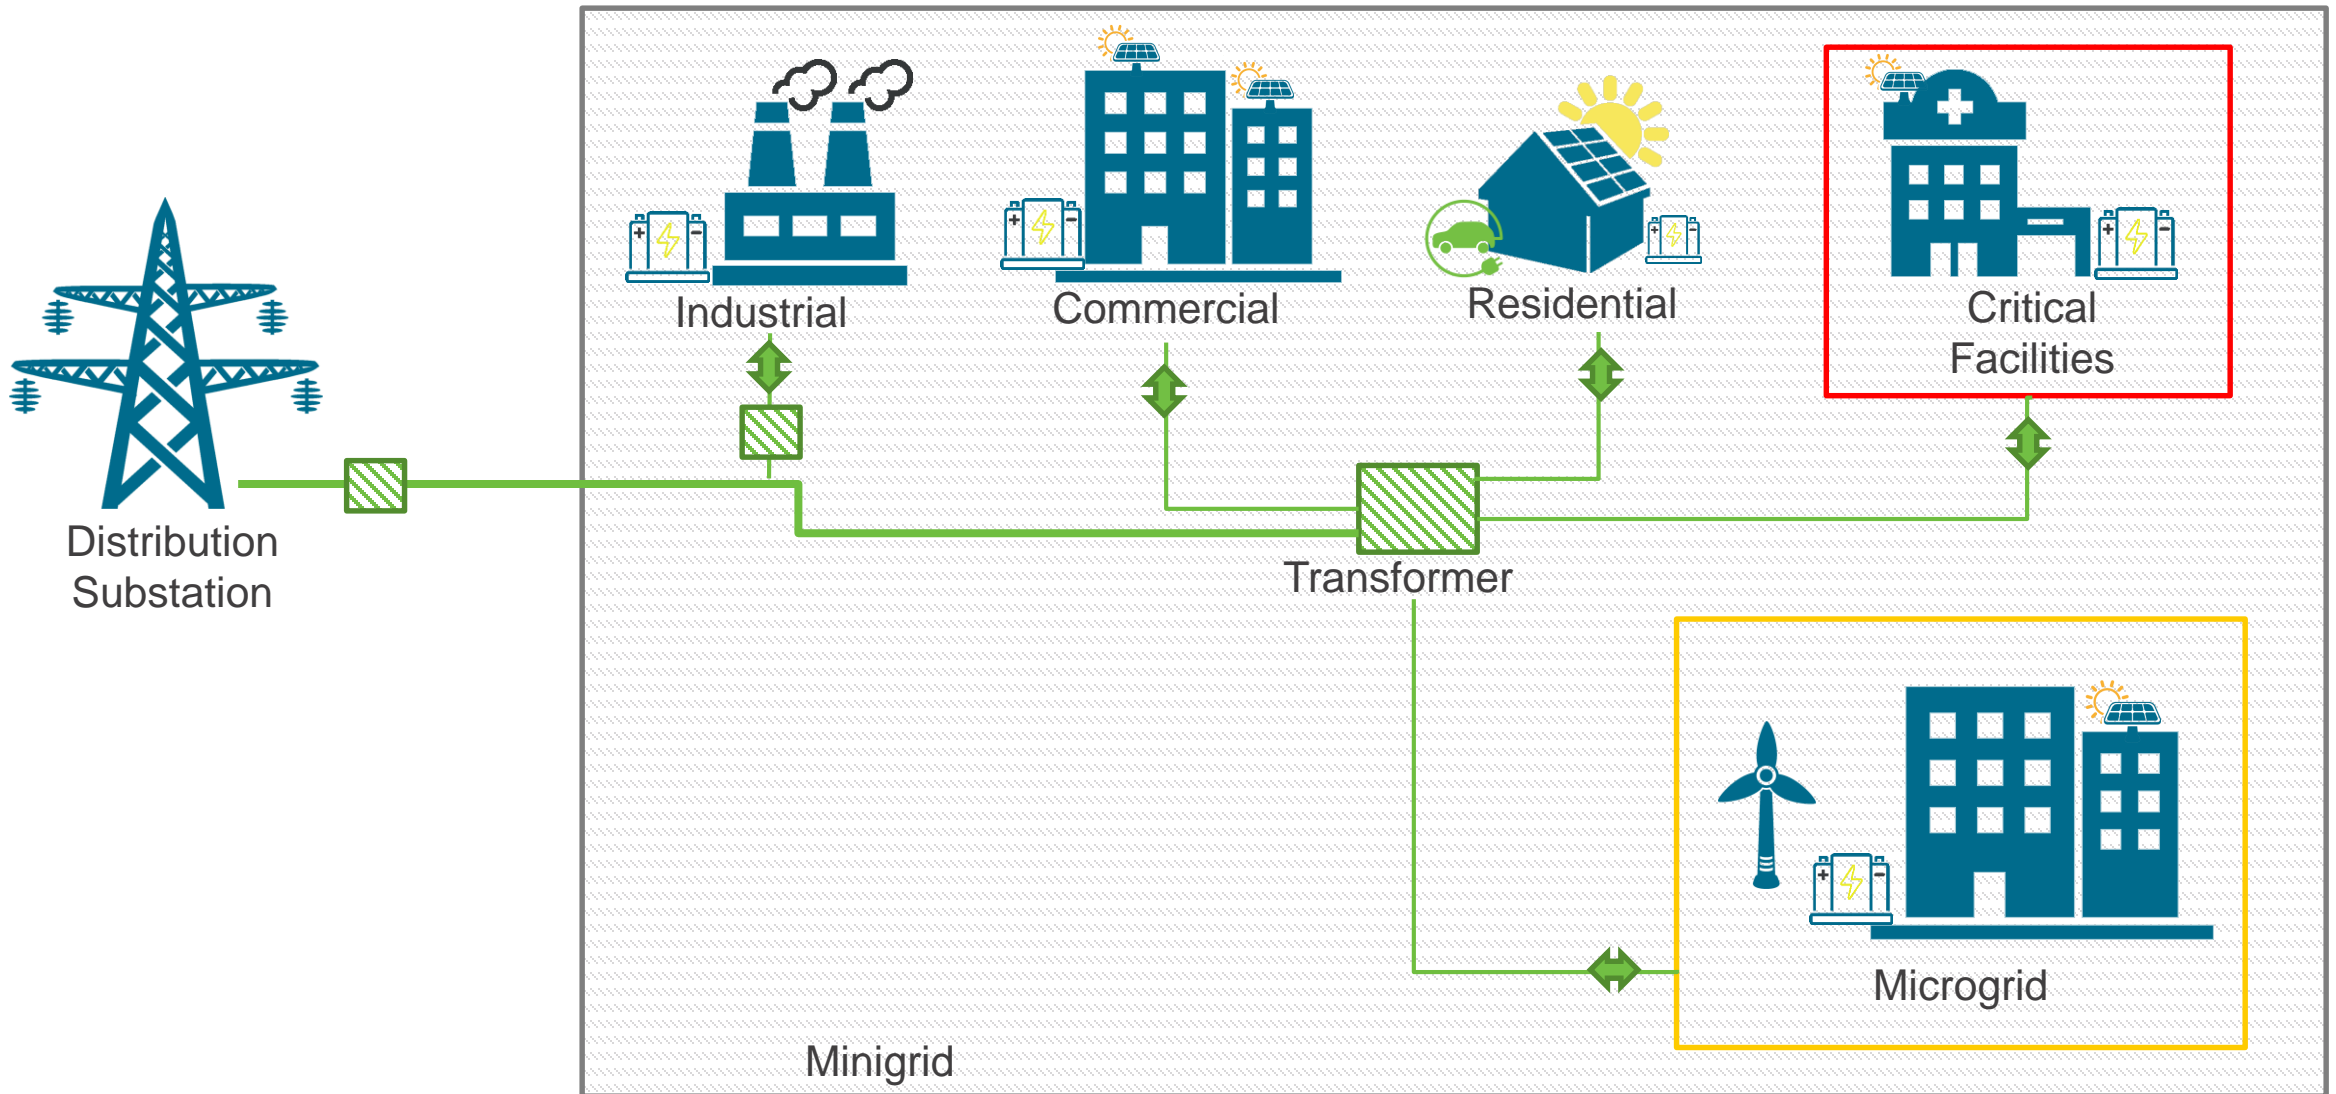 Industrial
Commercial
Residential
Critical
Facilities
Distribution
Substation
Transformer
Microgrid
Minigrid